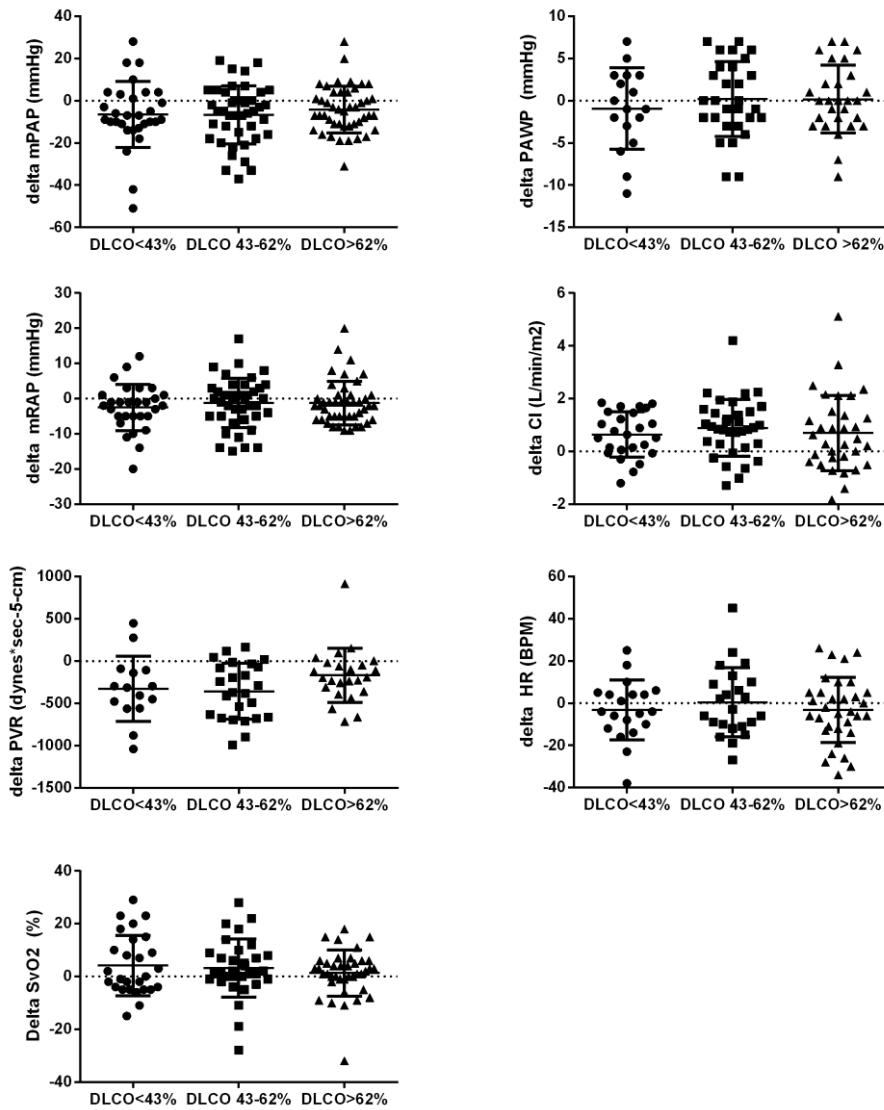 delta mPAP (mmHg)
40
20
0
-20
-40
-60
DLCO<43% DLCO 43-62% DLCO>62%
delta PAWP (mmHg)
10
5
0
-5
-10
-15
DLCO<43% DLCO 43-62% DLCO >62%
delta mRAP (mmHg)
30
20
10
0
-10
-20
-30
DLCO<43% DLCO 43-62% DLCO>62%
delta CI (L/min/m2)
6
4
2
0
-2
DLCO<43% DLCO 43-62% DLCO>62%
delta PVR (dynes*sec-5-cm)
1000
500
0
-500
-1000
-1500
DLCO<43% DLCO 43-62% DLCO>62%
delta HR (BPM)
60
40
20
0
-20
-40
DLCO<43% DLCO 43-62% DLCO>62%
Delta SvO2 (%)
40
20
0
-20
-40
DLCO<43% DLCO 43-62% DLCO>62%